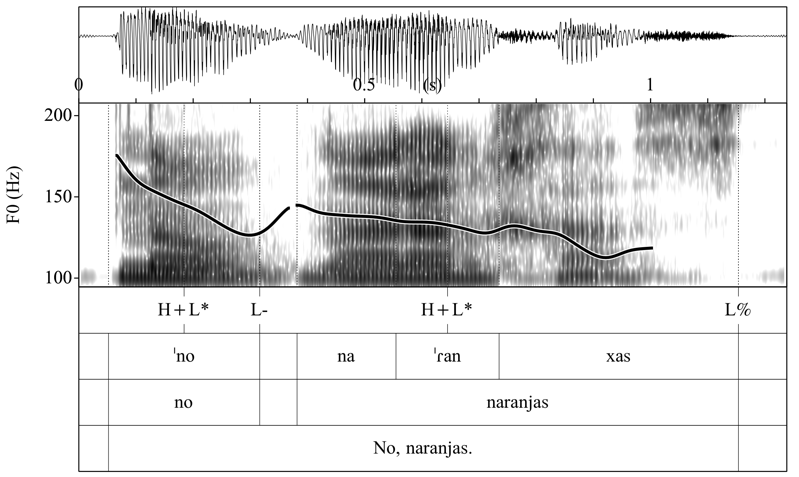 0 0.5 (s) 1
200
150
100
F0 (Hz)
H+L* L- H+L* L%
ˈno na ˈɾan xas
no naranjas
No, naranjas.